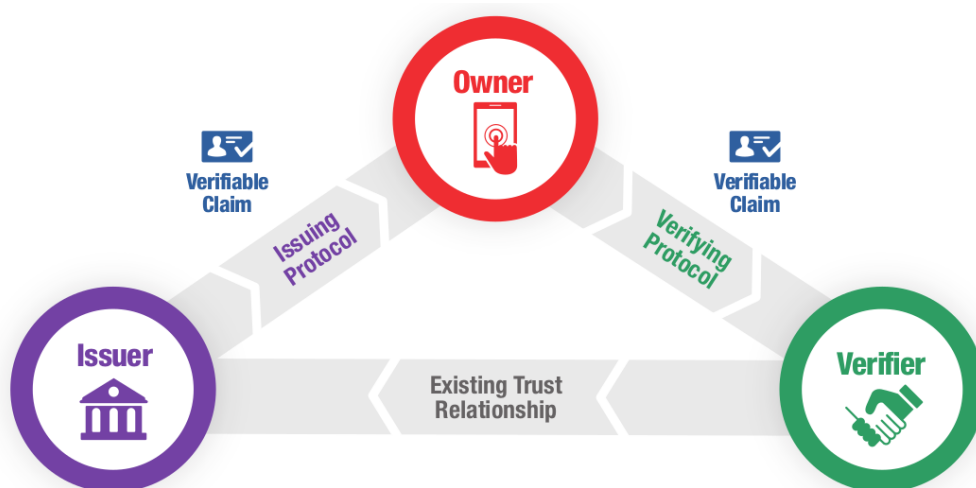 Owner
Verifiable
Claim
Verifiable
Claim
Issuing
Protocol
Verifying
Protocol
Issuer
Existing Trust
Relationship
Verifier